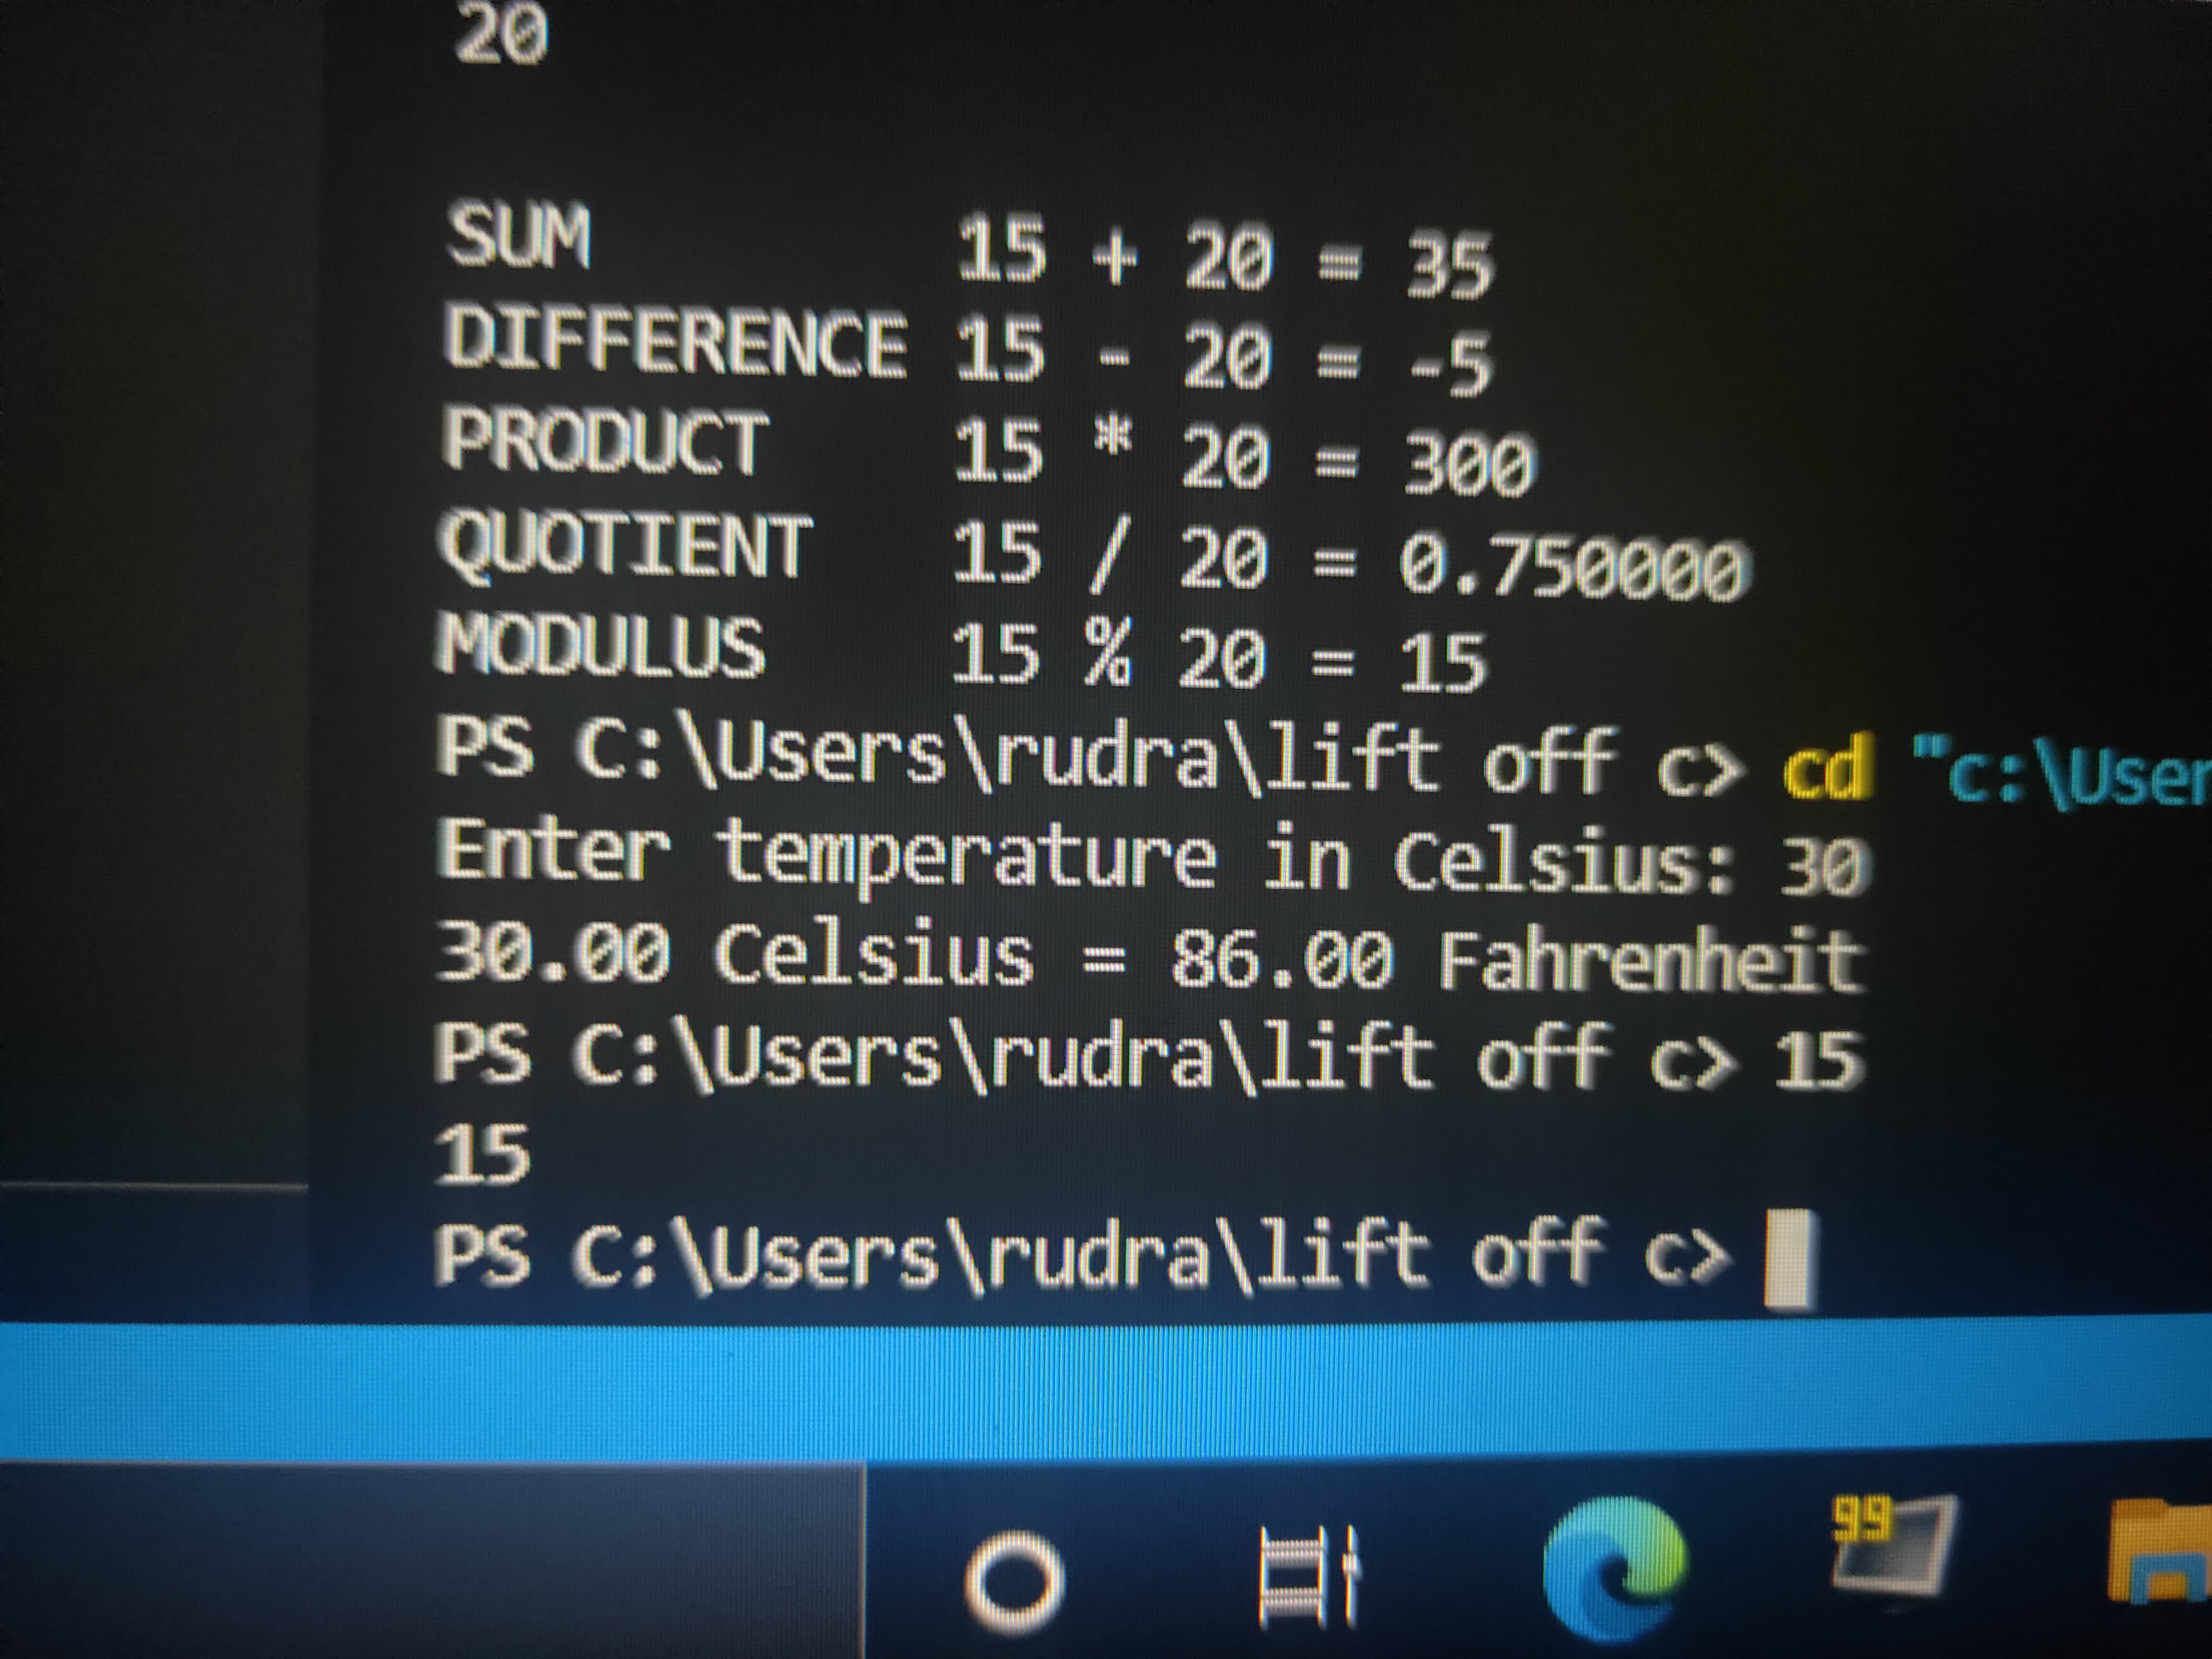 20
SUM 15 + 20 = 35
DIFFERENCE 15 - 20 = -5
PRODUCT 15 * 20 = 300
QUOTIENT 15 / 20 = 0.750000
MODULUS 15 % 20 = 15
PS C:\Users\rudra\lift off c> cd "c:\User
Enter temperature in Celsius: 30
30.00 Celsius = 86.00 Fahrenheit
PS C:\Users\rudra\lift off c> 15
15
PS C:\Users\rudra\lift off c>
99